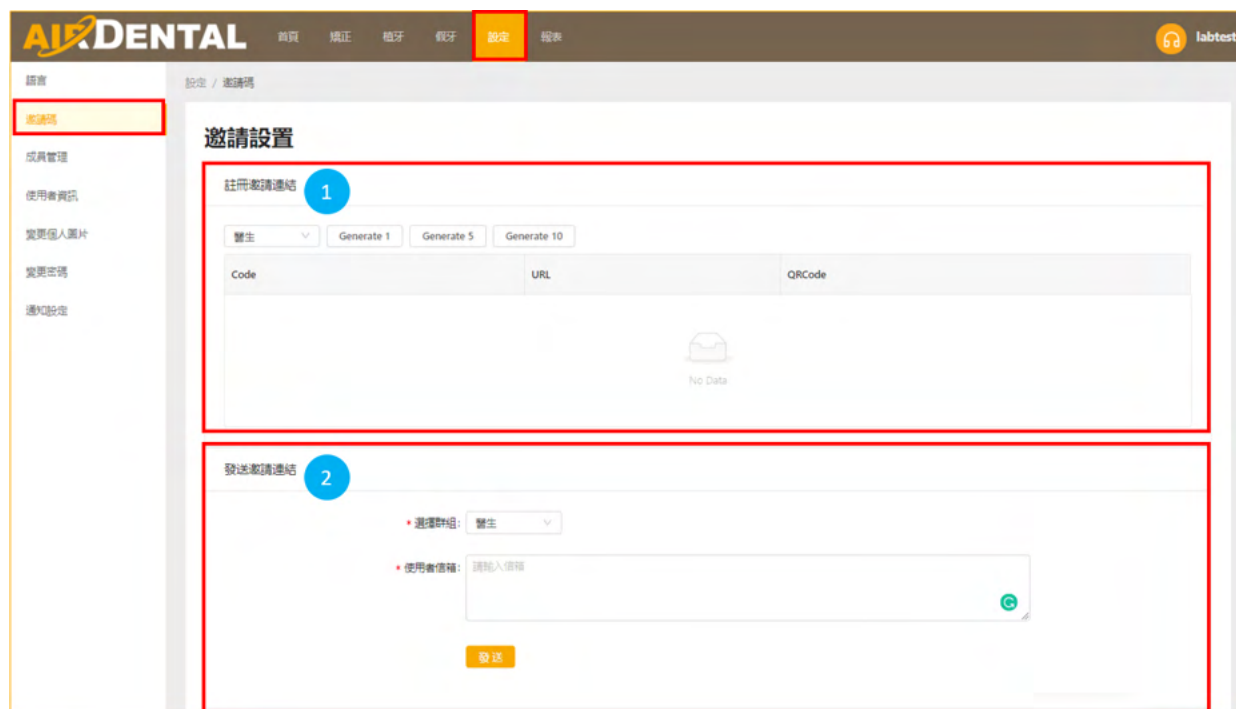 AIRDENTAL 首頁 矯正 植牙 假牙 設定 報表 labtest
語言
邀請碼
成員管理
使用者資訊
變更個人圖片
變更密碼
通知設定
設定 / 邀請碼
邀請設置
註冊邀請連結 1
醫生 Generate 1 Generate 5 Generate 10
Code URL QRCode
No Data
發送邀請連結 2
* 選擇群組: 醫生
* 使用者信箱: 請輸入信箱
發送